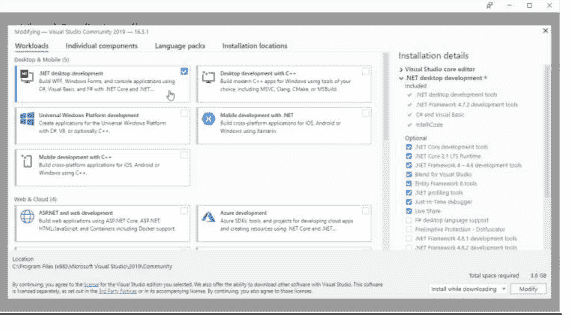 Modifying — Visual Studio Community 2019 — 16.3.1
Workloads Individual components Language packs Installation locations
Desktop & Mobile (5)
.NET desktop development
Build WPF, Windows Forms, and console applications using
C#, Visual Basic, and F# with .NET Core and .NET...
Desktop development with C++
Build modern C++ apps for Windows using tools of your
choice, including MSVC, Clang, CMake, or MSBuild.
Universal Windows Platform development
Create applications for the Universal Windows Platform
with C#, VB, or optionally C++.
Mobile development with .NET
Build cross-platform applications for iOS, Android or
Windows using Xamarin.
Mobile development with C++
Build cross-platform applications for iOS, Android or
Windows using C++.
Web & Cloud (4)
ASP.NET and web development
Build web applications using ASP.NET Core, ASP.NET,
HTML/JavaScript, and Containers including Docker support.
Azure development
Azure SDKs, tools, and projects for developing cloud apps
and creating resources using .NET Core and .NET...
Installation details
Visual Studio core editor
.NET desktop development *
Included
.NET desktop development tools
.NET Framework 4.7.2 development tools
C# and Visual Basic
IntelliCode
Optional
.NET Core development tools
.NET Core 2.1 LTS Runtime
.NET Framework 4 – 4.6 development tools
Blend for Visual Studio
Entity Framework 6 tools
.NET profiling tools
Just-In-Time debugger
Live Share
F# desktop language support
PreEmptive Protection - Dotfuscator
.NET Framework 4.6.1 development tools
.NET Framework 4.6.2 development tools
Location
C:\Program Files (x86)\Microsoft Visual Studio\2019\Community
By continuing, you agree to the license for the Visual Studio edition you selected. We also offer the ability to download other software with Visual Studio. This software
is licensed separately, as set out in the 3rd Party Notices or in its accompanying license. By continuing, you also agree to those licenses.
Total space required 3.6 GB
Install while downloading Modify